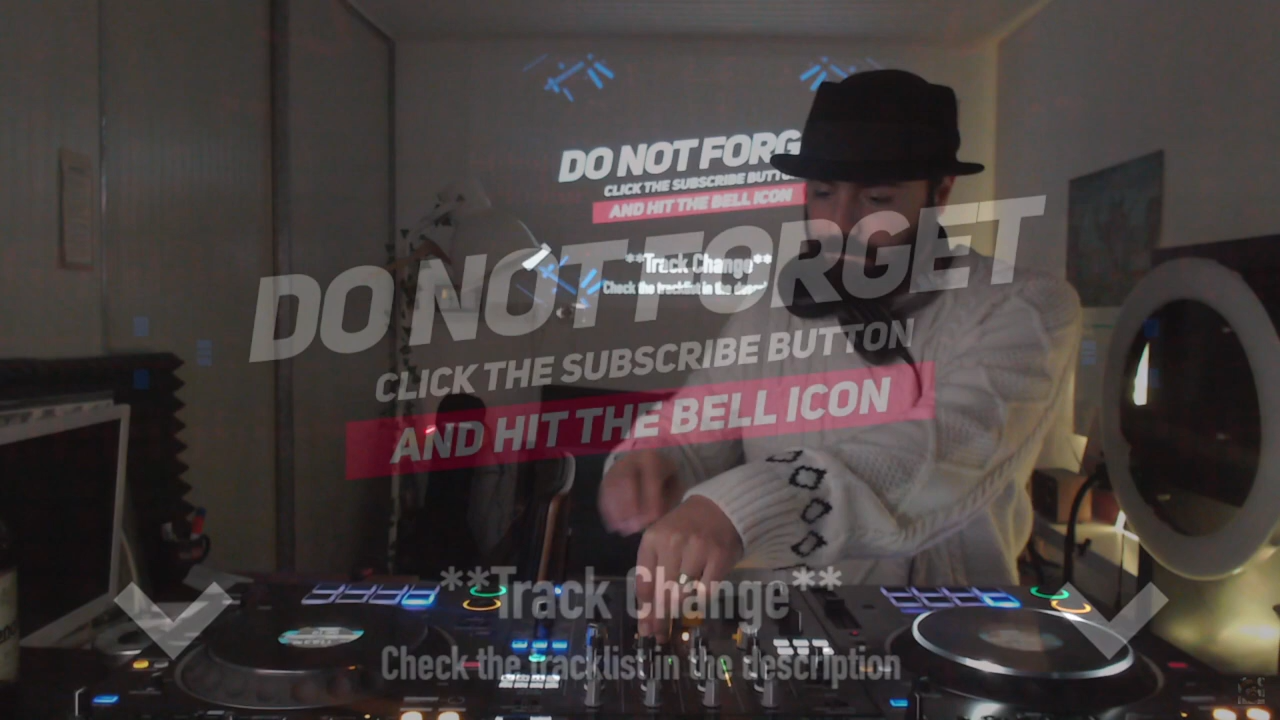 DO NOT FORG
CLICK THE SUBSCRIBE BUTTO
AND HIT THE BELL ICON
**Track Change**
Check the tracklist in the descri
DO NOT FORGET
CLICK THE SUBSCRIBE BUTTON
AND HIT THE BELL ICON
**Track Change**
Check the tracklist in the description